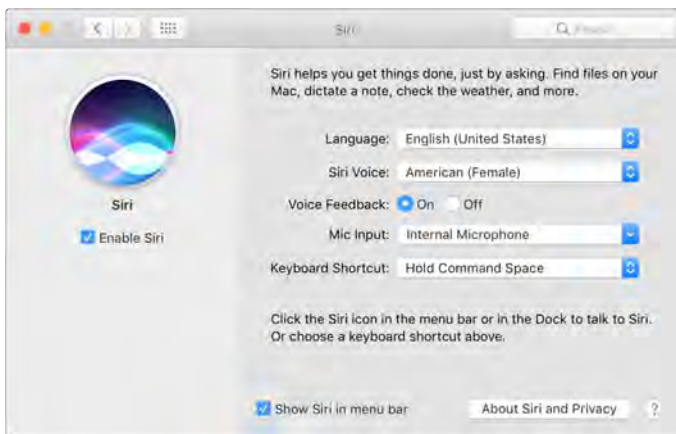 Siri
Siri helps you get things done, just by asking. Find files on your
Mac, dictate a note, check the weather, and more.
Language: English (United States)
Siri Voice: American (Female)
Siri
Voice Feedback: On Off
Enable Siri
Mic Input: Internal Microphone
Keyboard Shortcut: Hold Command Space
Click the Siri icon in the menu bar or in the Dock to talk to Siri.
Or choose a keyboard shortcut above.
Show Siri in menu bar
About Siri and Privacy
?